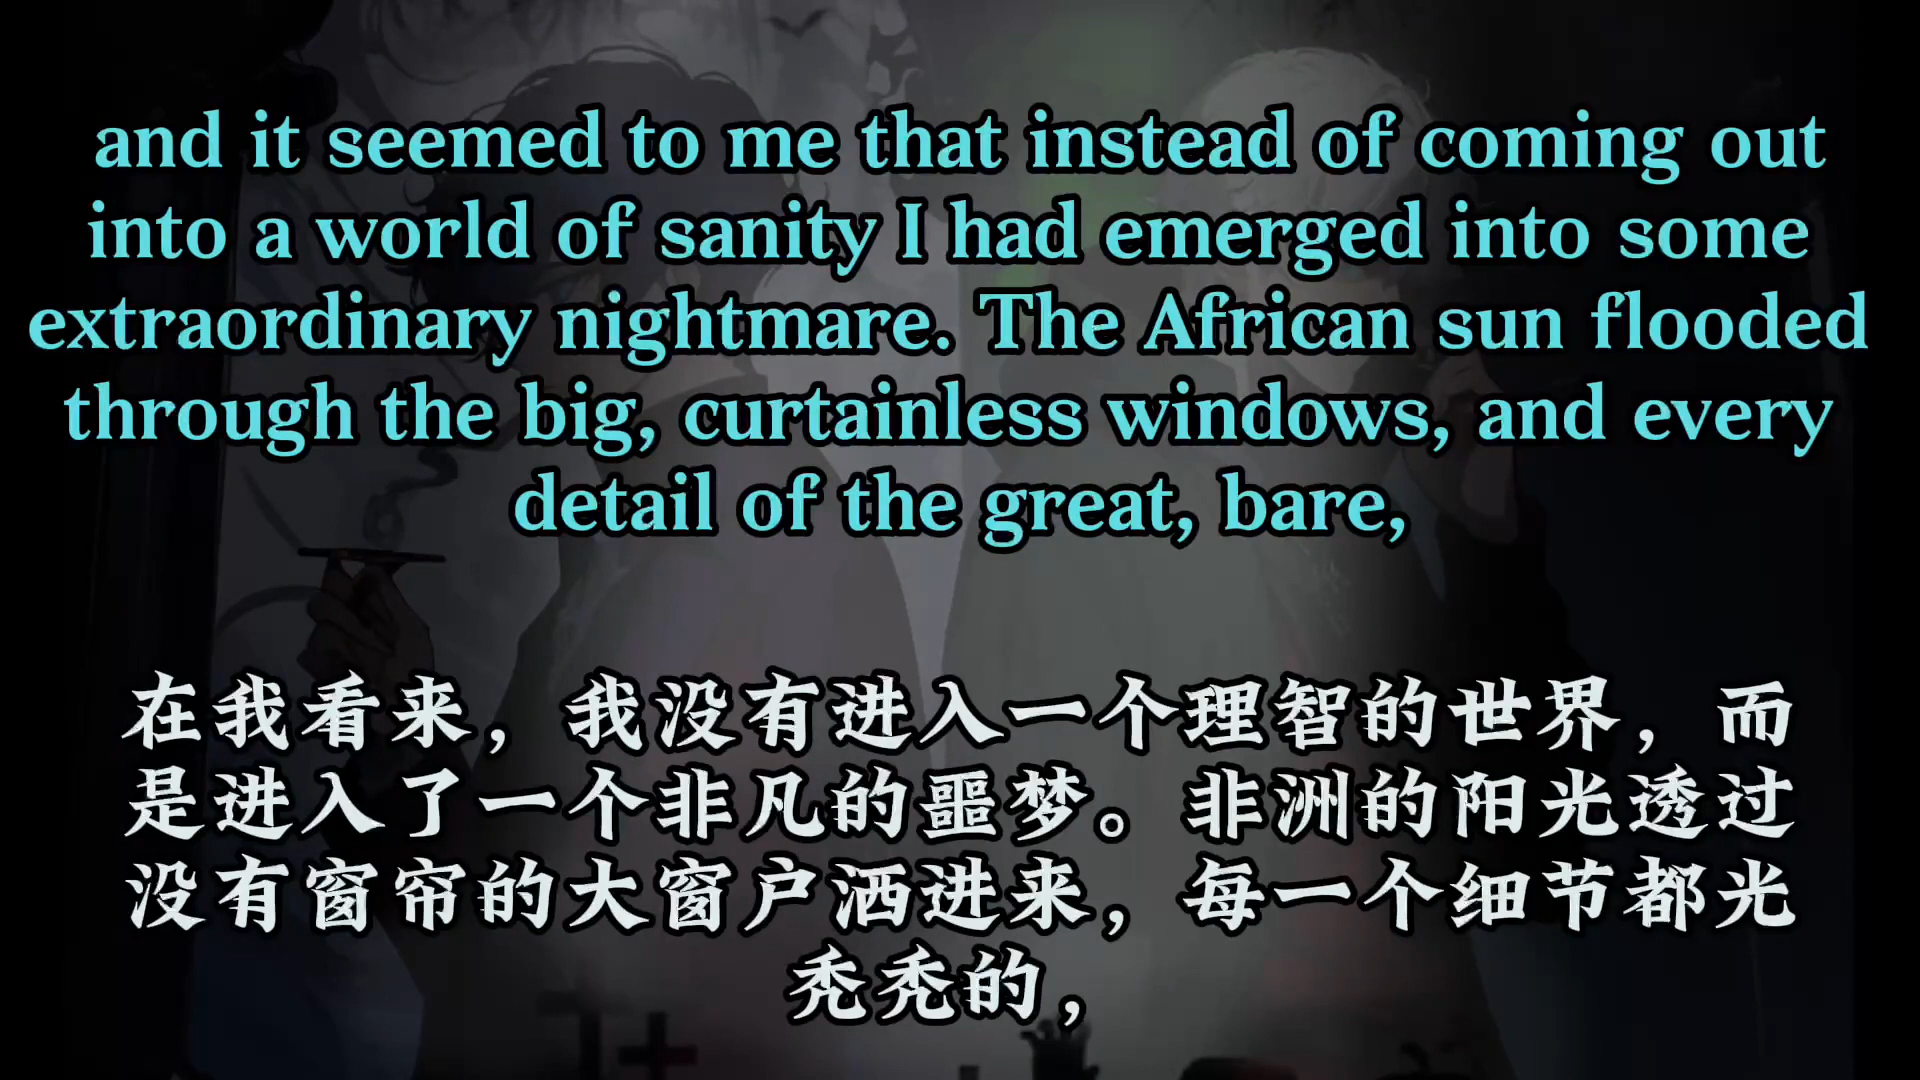 and it seemed to me that instead of coming out
into a world of sanity I had emerged into some
extraordinary nightmare. The African sun flooded
through the big, curtainless windows, and every
detail of the great, bare,
在我看来，我没有进入一个理智的世界，而
是进入了一个非凡的噩梦。非洲的阳光透过
没有窗帘的大窗户洒进来，每一个细节都光
秃秃的，